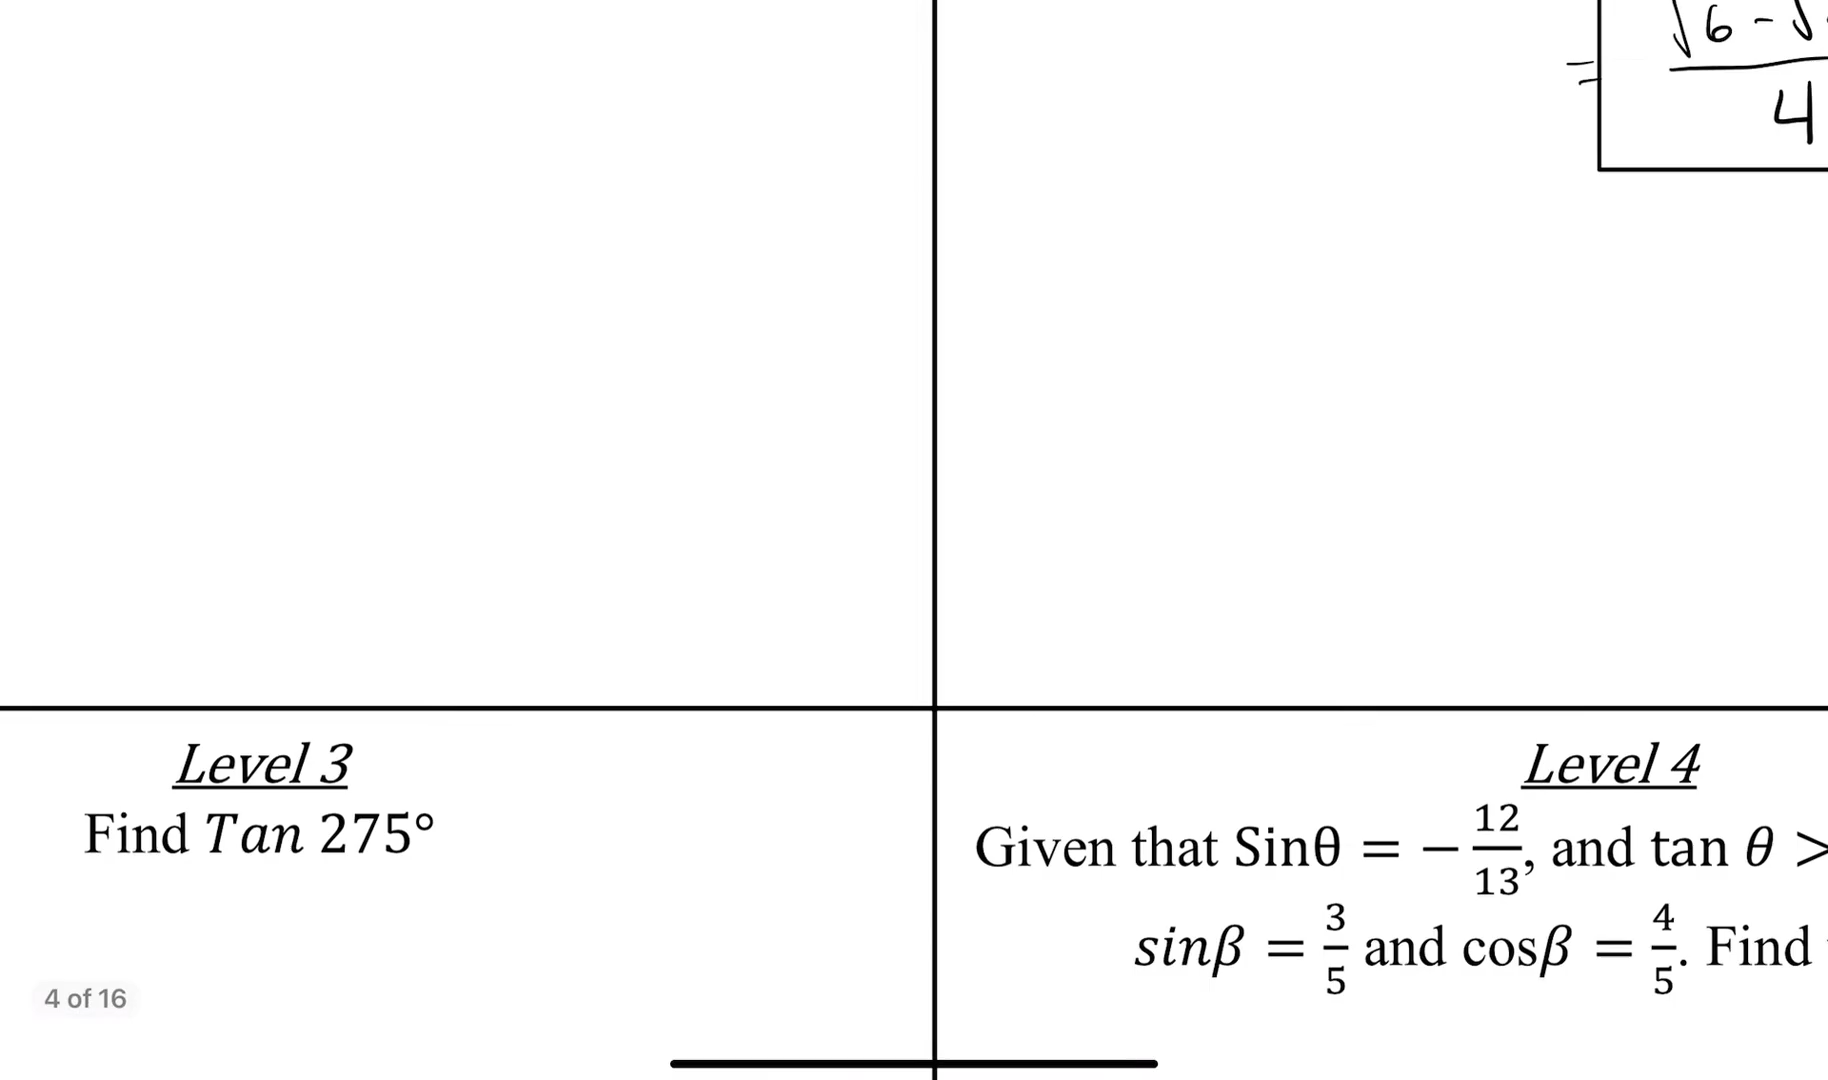 √6 - √
=
4
Level 3
Find Tan 275°
Level 4
Given that Sinθ = −12/13, and tan θ >
sinβ = 3/5 and cosβ = 4/5. Find
4 of 16